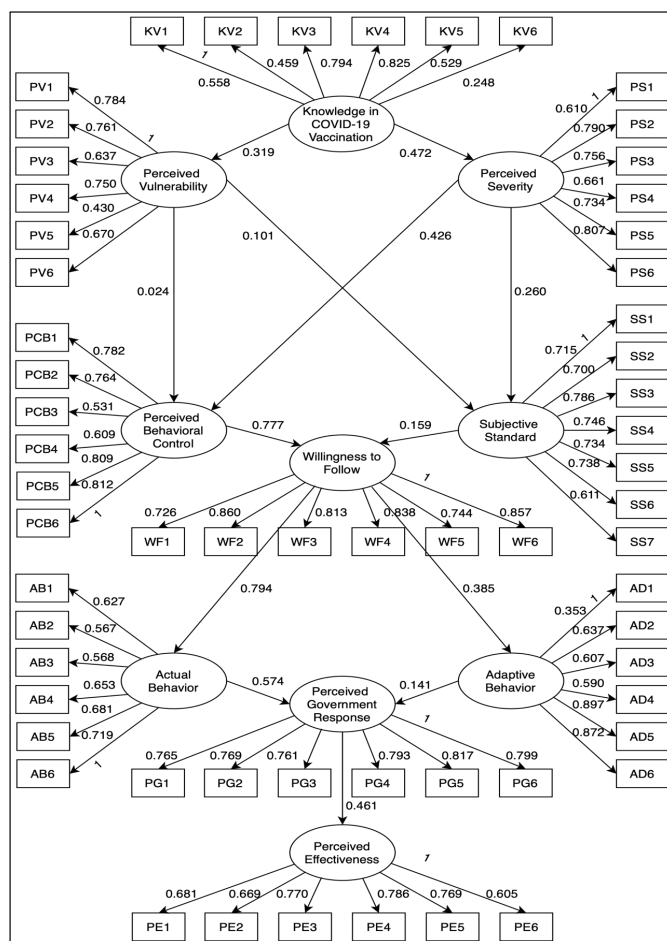 KV1 KV2 KV3 KV4 KV5 KV6
1 0.558 0.459 0.794 0.825 0.529 0.248
Knowledge in
COVID-19
Vaccination
PV1
PV2
PV3
PV4
PV5
PV6
0.784 1
0.761
0.637
0.750
0.430
0.670
Perceived
Vulnerability
0.319
0.472
Perceived
Severity
0.610 1
0.790
0.756
0.661
0.734
0.807
PS1
PS2
PS3
PS4
PS5
PS6
0.101
0.426
0.024
0.260
PCB1
PCB2
PCB3
PCB4
PCB5
PCB6
0.782
0.764
0.531
0.609
0.809
0.812
1
Perceived
Behavioral
Control
0.777
0.159
Subjective
Standard
0.715 1
0.700
0.786
0.746
0.734
0.738
0.611
SS1
SS2
SS3
SS4
SS5
SS6
SS7
Willingness to
Follow
1
0.726 0.860 0.813 0.838 0.744 0.857
WF1 WF2 WF3 WF4 WF5 WF6
0.794
0.385
AB1
AB2
AB3
AB4
AB5
AB6
0.627
0.567
0.568
0.653
0.681
0.719
1
Actual
Behavior
0.574
0.141
Adaptive
Behavior
0.353 1
0.637
0.607
0.590
0.897
0.872
AD1
AD2
AD3
AD4
AD5
AD6
Perceived
Government
Response
1
0.765 0.769 0.761 0.793 0.817 0.799
PG1 PG2 PG3 PG4 PG5 PG6
0.461
Perceived
Effectiveness
1
0.681 0.669 0.770 0.786 0.769 0.605
PE1 PE2 PE3 PE4 PE5 PE6